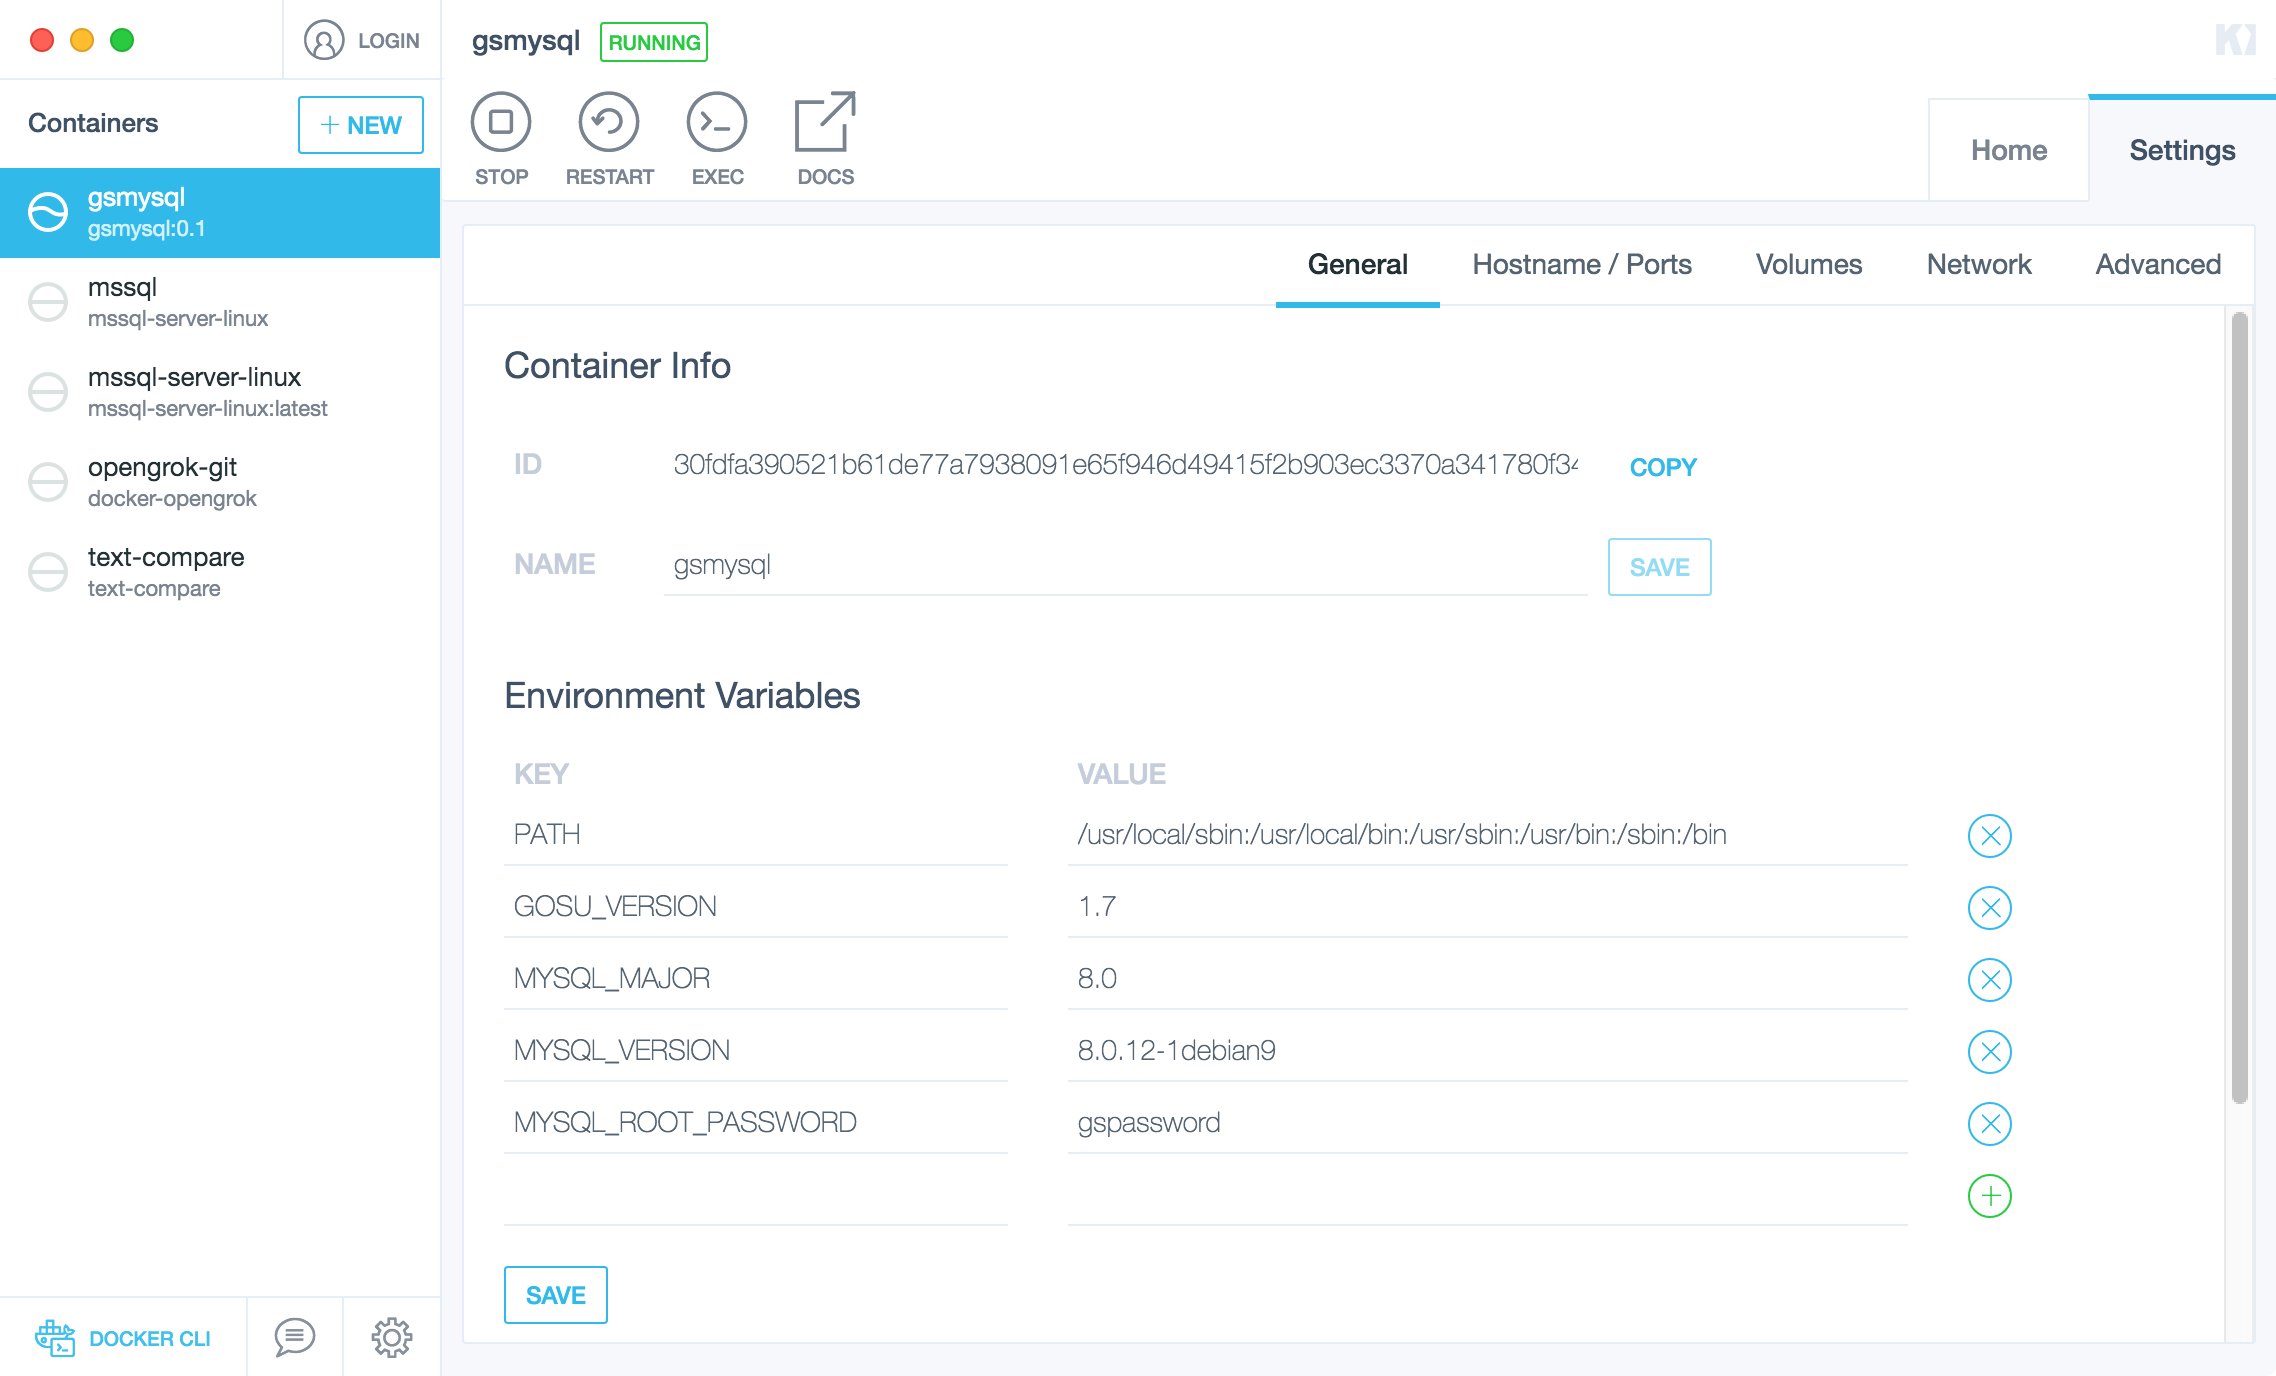 LOGIN
Containers
+ NEW
gsmysql
gsmysql:0.1
mssql
mssql-server-linux
mssql-server-linux
mssql-server-linux:latest
opengrok-git
docker-opengrok
text-compare
text-compare
DOCKER CLI
gsmysql RUNNING
STOP RESTART EXEC DOCS
Home Settings
General Hostname / Ports Volumes Network Advanced
Container Info
ID 30fdfa390521b61de77a7938091e65f946d49415f2b903ec3370a341780f34 COPY
NAME gsmysql SAVE
Environment Variables
KEY VALUE
PATH /usr/local/sbin:/usr/local/bin:/usr/sbin:/usr/bin:/sbin:/bin
GOSU_VERSION 1.7
MYSQL_MAJOR 8.0
MYSQL_VERSION 8.0.12-1debian9
MYSQL_ROOT_PASSWORD gspassword
SAVE